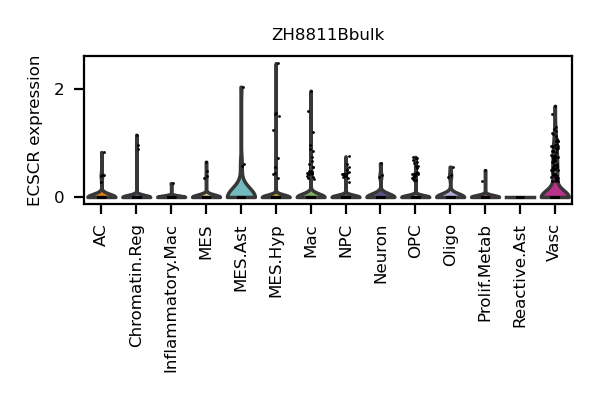 ZH8811Bbulk
ECSCR expression
2
0
AC
Chromatin.Reg
Inflammatory.Mac
MES
MES.Ast
MES.Hyp
Mac
NPC
Neuron
OPC
Oligo
Prolif.Metab
Reactive.Ast
Vasc